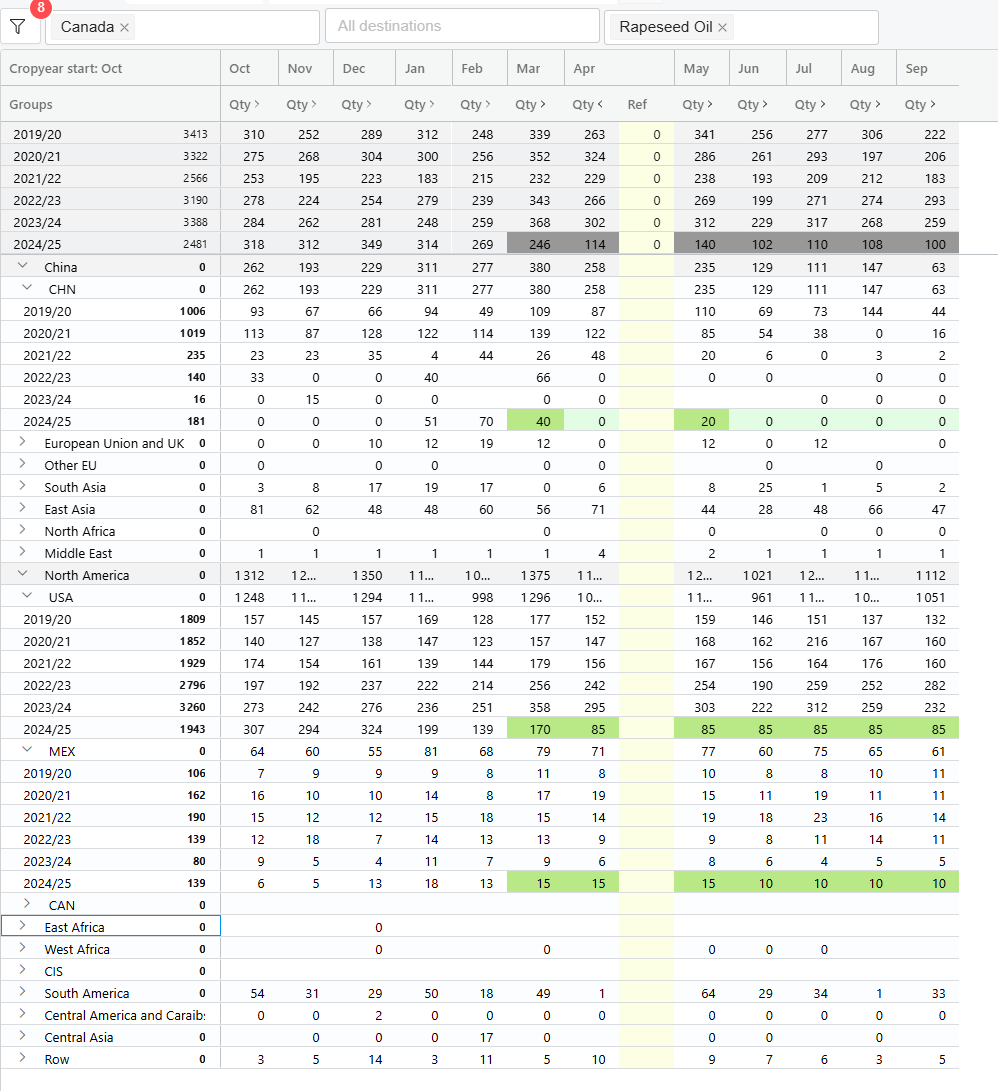 8
Canada × All destinations Rapeseed Oil ×
Cropyear start: Oct Oct Nov Dec Jan Feb Mar Apr May Jun Jul Aug Sep
Groups Qty > Qty > Qty > Qty > Qty > Qty > Qty < Ref Qty > Qty > Qty > Qty > Qty >
2019/20 3413 310 252 289 312 248 339 263 0 341 256 277 306 222
2020/21 3322 275 268 304 300 256 352 324 0 286 261 293 197 206
2021/22 2566 253 195 223 183 215 232 229 0 238 193 209 212 183
2022/23 3190 278 224 254 279 239 343 266 0 269 199 271 274 293
2023/24 3388 284 262 281 248 259 368 302 0 312 229 317 268 259
2024/25 2481 318 312 349 314 269 246 114 0 140 102 110 108 100
China 0 262 193 229 311 277 380 258 235 129 111 147 63
CHN 0 262 193 229 311 277 380 258 235 129 111 147 63
2019/20 1006 93 67 66 94 49 109 87 110 69 73 144 44
2020/21 1019 113 87 128 122 114 139 122 85 54 38 0 16
2021/22 235 23 23 35 4 44 26 48 20 6 0 3 2
2022/23 140 33 0 0 40 66 0 0 0 0 0
2023/24 16 0 15 0 0 0 0 0 0 0
2024/25 181 0 0 0 51 70 40 0 20 0 0 0 0
European Union and UK 0 0 0 10 12 19 12 0 12 0 12 0
Other EU 0 0 0 0 0 0 0 0
South Asia 0 3 8 17 19 17 0 6 8 25 1 5 2
East Asia 0 81 62 48 48 60 56 71 44 28 48 66 47
North Africa 0 0 0 0 0 0
Middle East 0 1 1 1 1 1 1 4 2 1 1 1 1
North America 0 1312 12... 1350 11... 10... 1375 11... 12... 1021 12... 11... 1112
USA 0 1248 11... 1294 11... 998 1296 10... 11... 961 11... 10... 1051
2019/20 1809 157 145 157 169 128 177 152 159 146 151 137 132
2020/21 1852 140 127 138 147 123 157 147 168 162 216 167 160
2021/22 1929 174 154 161 139 144 179 156 167 156 164 176 160
2022/23 2796 197 192 237 222 214 256 242 254 190 259 252 282
2023/24 3260 273 242 276 236 251 358 295 303 222 312 259 232
2024/25 1943 307 294 324 199 139 170 85 85 85 85 85 85
MEX 0 64 60 55 81 68 79 71 77 60 75 65 61
2019/20 106 7 9 9 9 8 11 8 10 8 8 10 11
2020/21 162 16 10 10 14 8 17 19 15 11 19 11 11
2021/22 190 15 12 12 15 18 15 14 19 18 23 16 14
2022/23 139 12 18 7 14 13 13 9 9 8 11 14 11
2023/24 80 9 5 4 11 7 9 6 8 6 4 5 5
2024/25 139 6 5 13 18 13 15 15 15 10 10 10 10
CAN 0
East Africa 0 0
West Africa 0 0 0 0 0 0
CIS 0
South America 0 54 31 29 50 18 49 1 64 29 34 1 33
Central America and Caraib: 0 0 2 0 0 0 0 0 0 0 0 0
Central Asia 0 0 0 0 17 0 0 0 0
Row 0 3 5 14 3 11 5 10 9 7 6 3 5